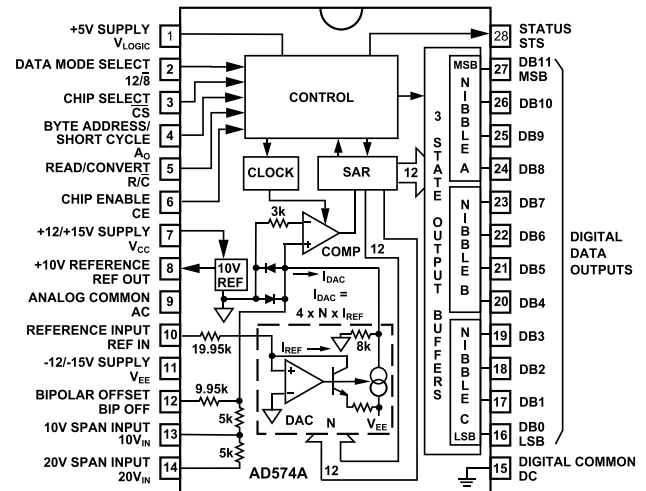 +5V SUPPLY
VLOGIC
1
DATA MODE SELECT
12/8̅
2
CHIP SELECT
C̅S̅
3
BYTE ADDRESS/
SHORT CYCLE
AO
4
READ/CONVERT
R/C̅
5
CHIP ENABLE
CE
6
+12/+15V SUPPLY
VCC
7
+10V REFERENCE
REF OUT
8
ANALOG COMMON
AC
9
REFERENCE INPUT
REF IN
10
-12/-15V SUPPLY
VEE
11
BIPOLAR OFFSET
BIP OFF
12
10V SPAN INPUT
10VIN
13
20V SPAN INPUT
20VIN
14
CONTROL
CLOCK
SAR
12
3k
COMP
12
10V
REF
IDAC
IDAC =
4 x N x IREF
19.95k
IREF
8k
9.95k
5k
5k
DAC
N
VEE
12
AD574A
3 STATE OUTPUT BUFFERS
MSB
NIBBLE A
NIBBLE B
NIBBLE C
LSB
28
STATUS
STS
27
DB11
MSB
26
DB10
25
DB9
24
DB8
23
DB7
22
DB6
21
DB5
20
DB4
19
DB3
18
DB2
17
DB1
16
DB0
LSB
15
DIGITAL COMMON
DC
DIGITAL
DATA
OUTPUTS